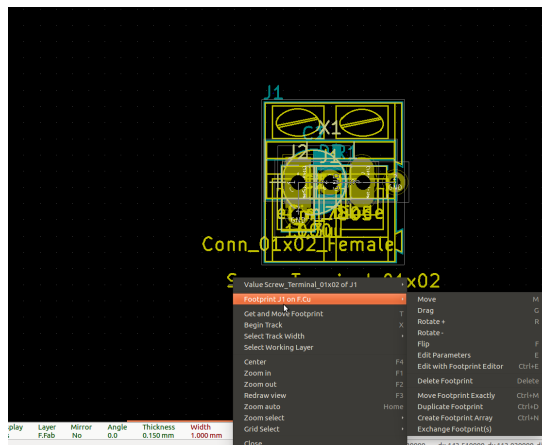 J1
X1
J2
J1
Conn_01x02_Female
Value Screw_Terminal_01x02 of J1
Footprint J1 on F.Cu
Get and Move Footprint T
Begin Track X
Select Track Width
Select Working Layer
Center F4
Zoom in F1
Zoom out F2
Redraw view F3
Zoom auto Home
Zoom select
Grid Select
Close
Move M
Drag G
Rotate + R
Rotate -
Flip F
Edit Parameters E
Edit with Footprint Editor Ctrl+E
Delete Footprint Delete
Move Footprint Exactly Ctrl+M
Duplicate Footprint Ctrl+D
Create Footprint Array Ctrl+N
Exchange Footprint(s)
Layer Mirror Angle Thickness Width
F.Fab No 0.0 0.150 mm 1.000 mm